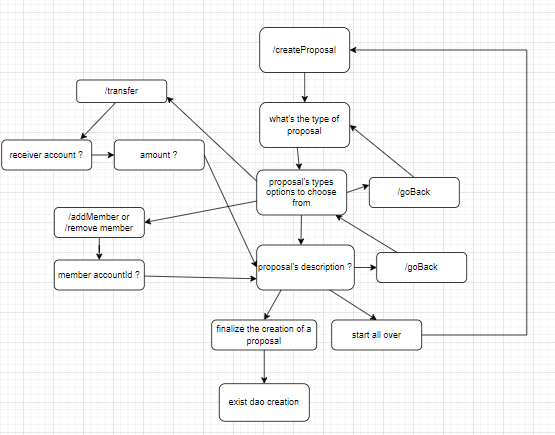 /createProposal
/transfer
what's the type of
proposal
receiver account ?
amount ?
proposal's types
options to choose
from
/goBack
/addMember or
/remove member
member accountId ?
proposal's description ?
/goBack
finalize the creation of a
proposal
start all over
exist dao creation